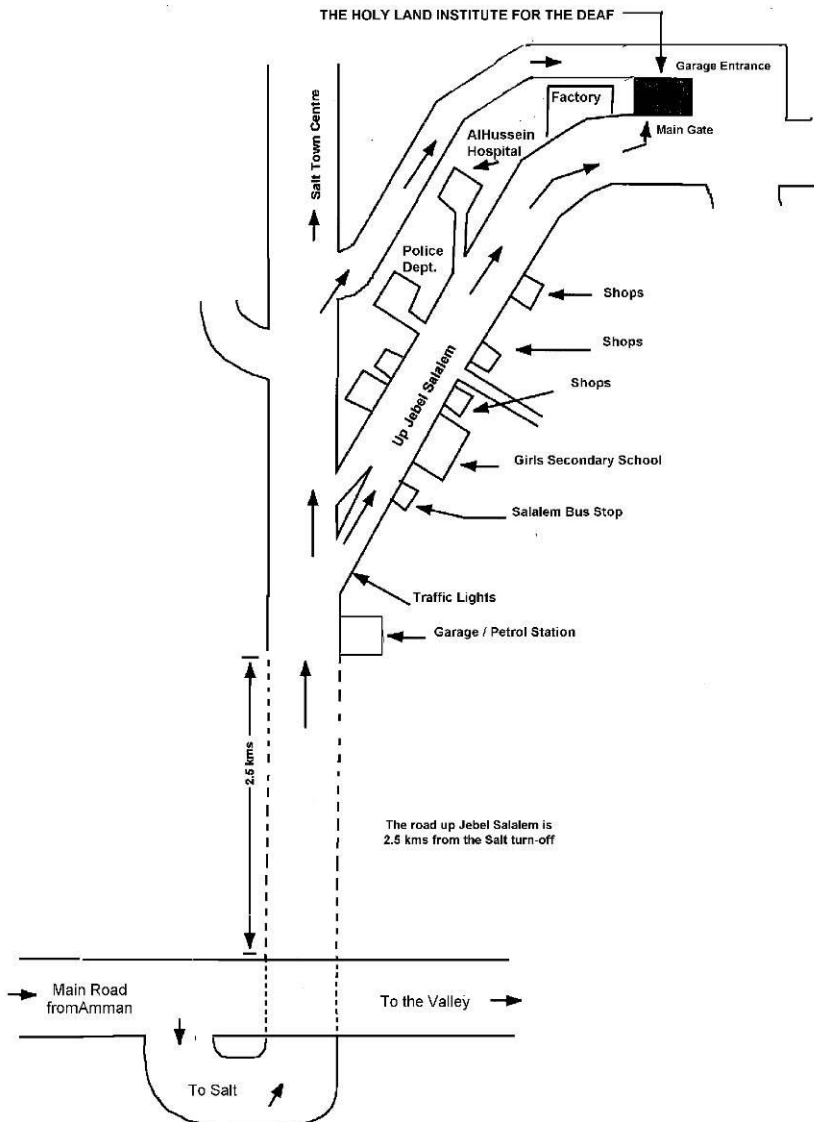 THE HOLY LAND INSTITUTE FOR THE DEAF
Garage Entrance
Factory
Main Gate
AlHussein
Hospital
Salt Town Centre
Police
Dept.
Shops
Shops
Shops
Up Jebel Salalem
Girls Secondary School
Salalem Bus Stop
Traffic Lights
Garage / Petrol Station
2.5 kms
The road up Jebel Salalem is
2.5 kms from the Salt turn-off
Main Road
fromAmman
To the Valley
To Salt